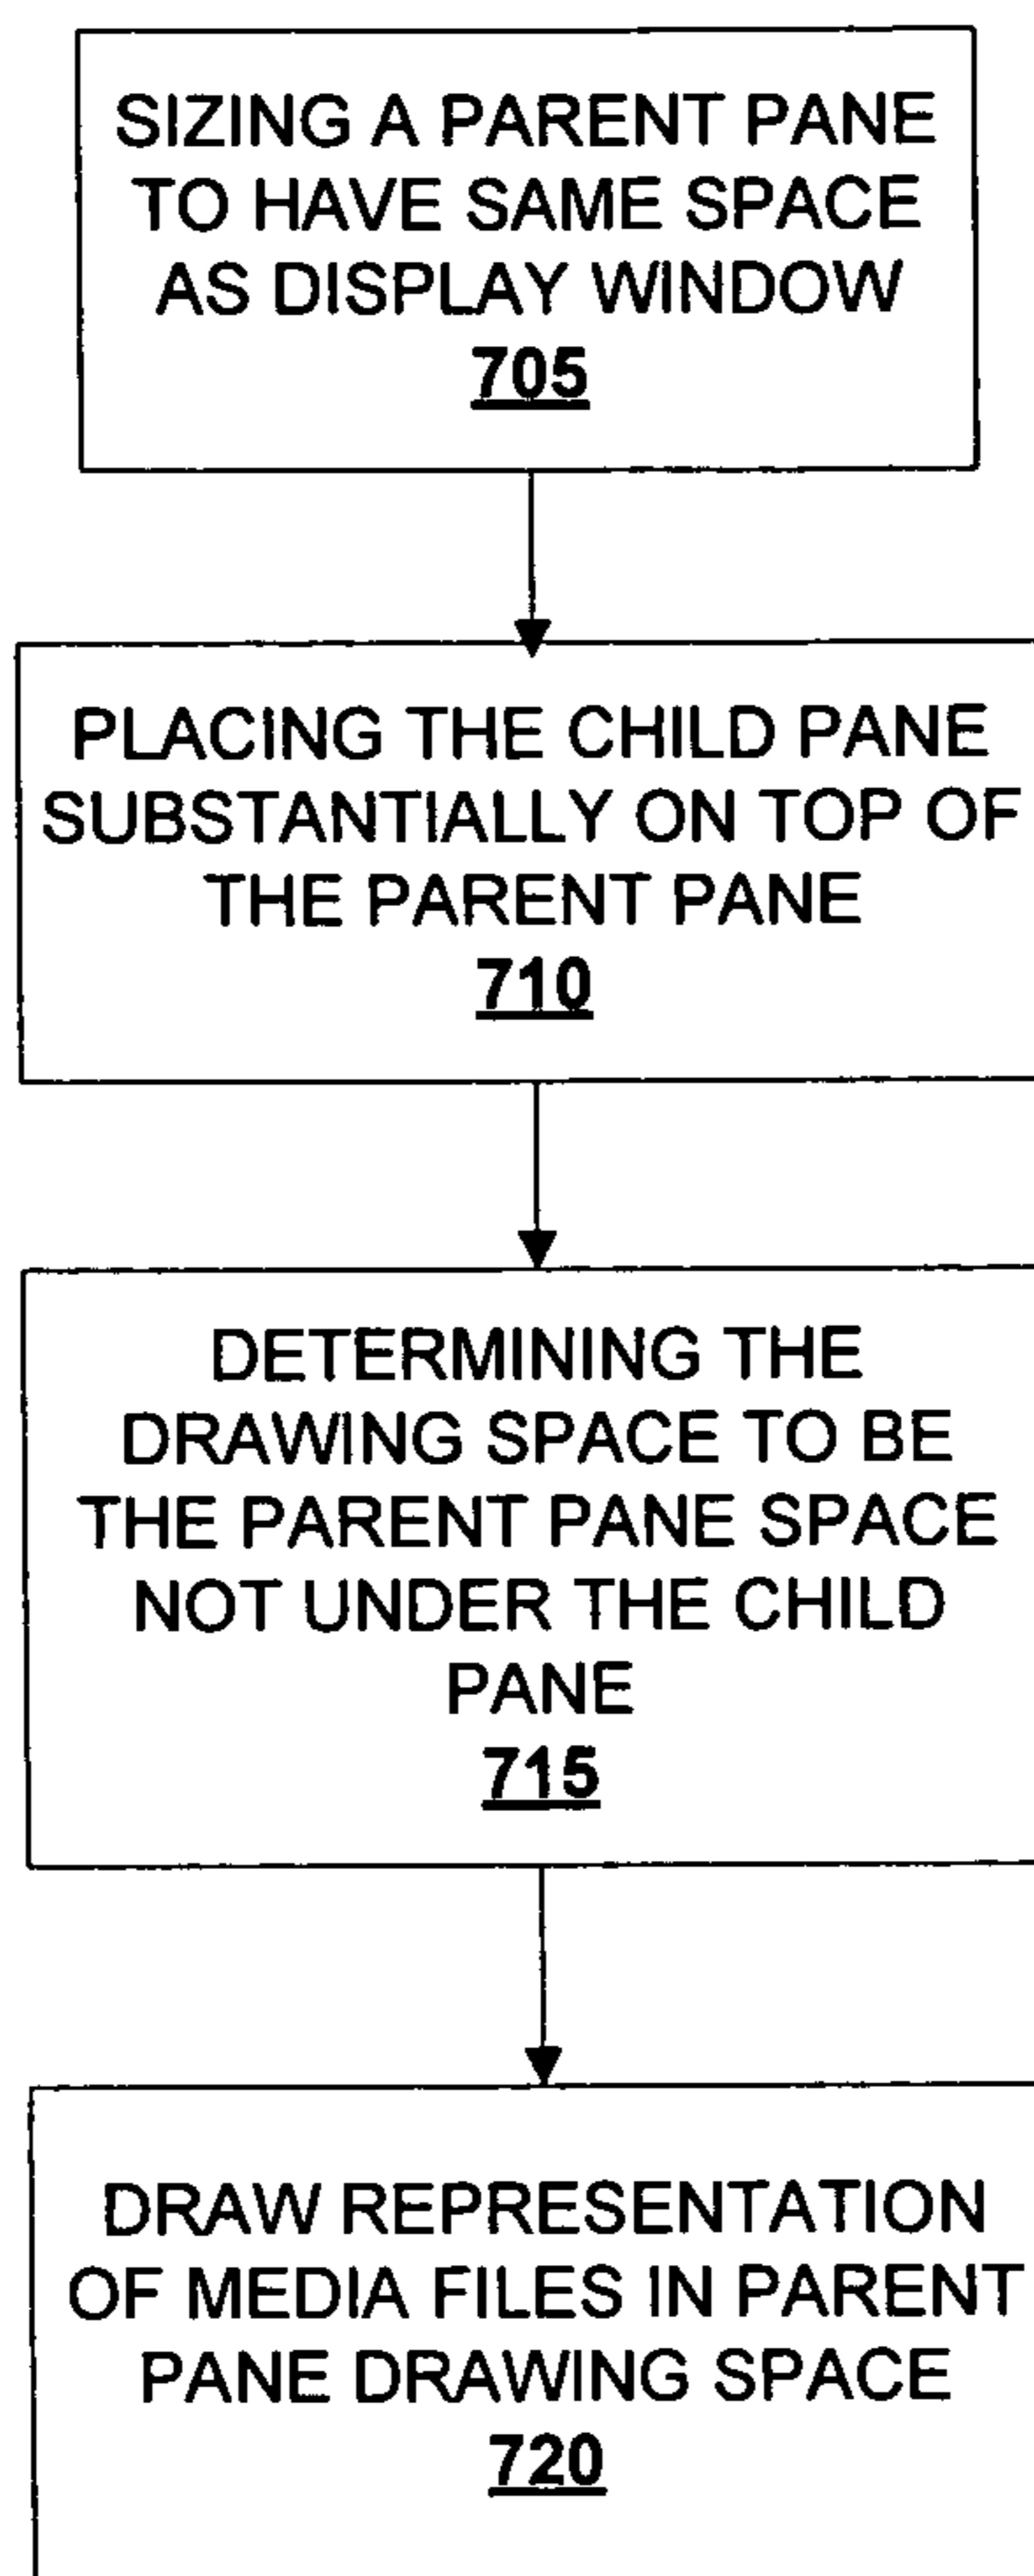 SIZING A PARENT PANE
TO HAVE SAME SPACE
AS DISPLAY WINDOW
705
PLACING THE CHILD PANE
SUBSTANTIALLY ON TOP OF
THE PARENT PANE
710
DETERMINING THE
DRAWING SPACE TO BE
THE PARENT PANE SPACE
NOT UNDER THE CHILD
PANE
715
DRAW REPRESENTATION
OF MEDIA FILES IN PARENT
PANE DRAWING SPACE
720